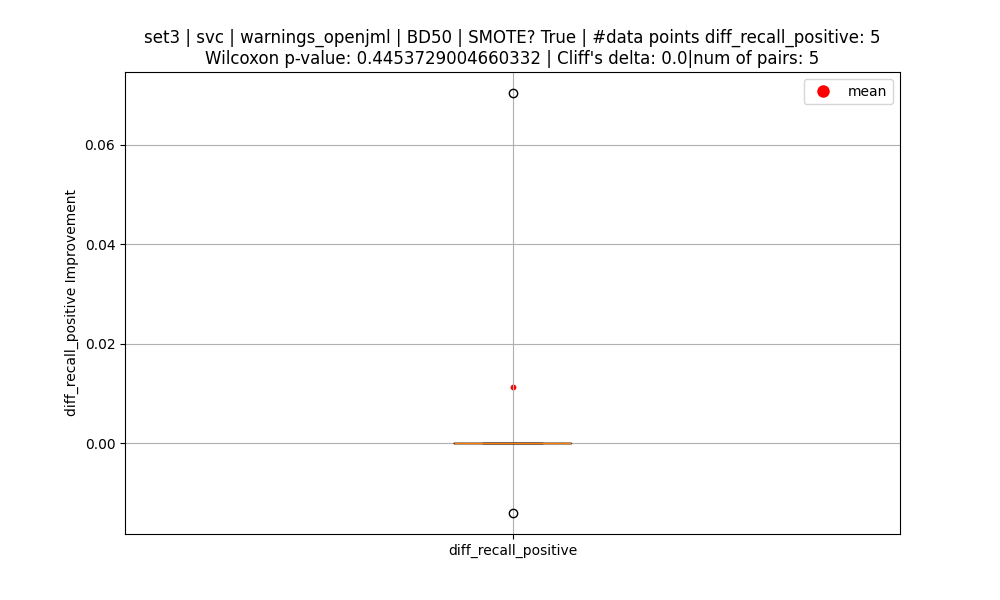 set3 | svc | warnings_openjml | BD50 | SMOTE? True | #data points diff_recall_positive: 5
Wilcoxon p-value: 0.4453729004660332 | Cliff's delta: 0.0|num of pairs: 5
mean
0.06
0.04
0.02
0.00
diff_recall_positive Improvement
diff_recall_positive